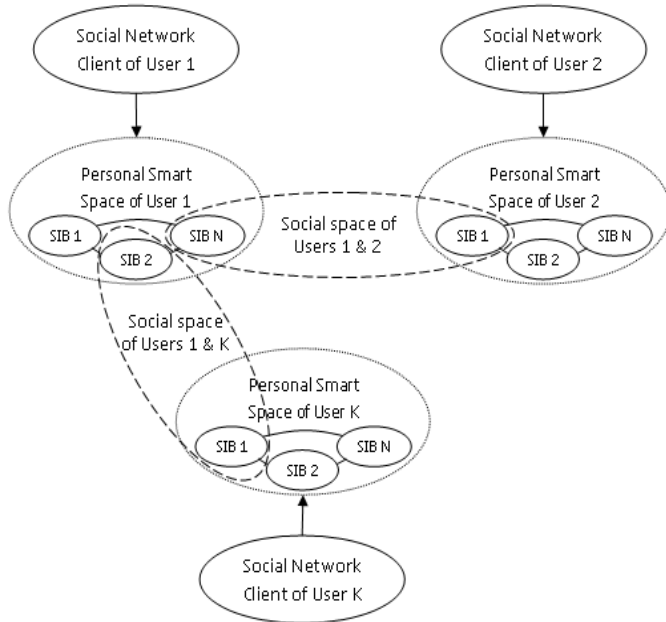 Social Network
Client of User 1
Social Network
Client of User 2
Personal Smart
Space of User 1
SIB 1
SIB N
SIB 2
Social space of
Users 1 & 2
Personal Smart
Space of User 2
SIB 1
SIB N
SIB 2
Social space
of Users 1 & K
Personal Smart
Space of User K
SIB 1
SIB N
SIB 2
Social Network
Client of User K